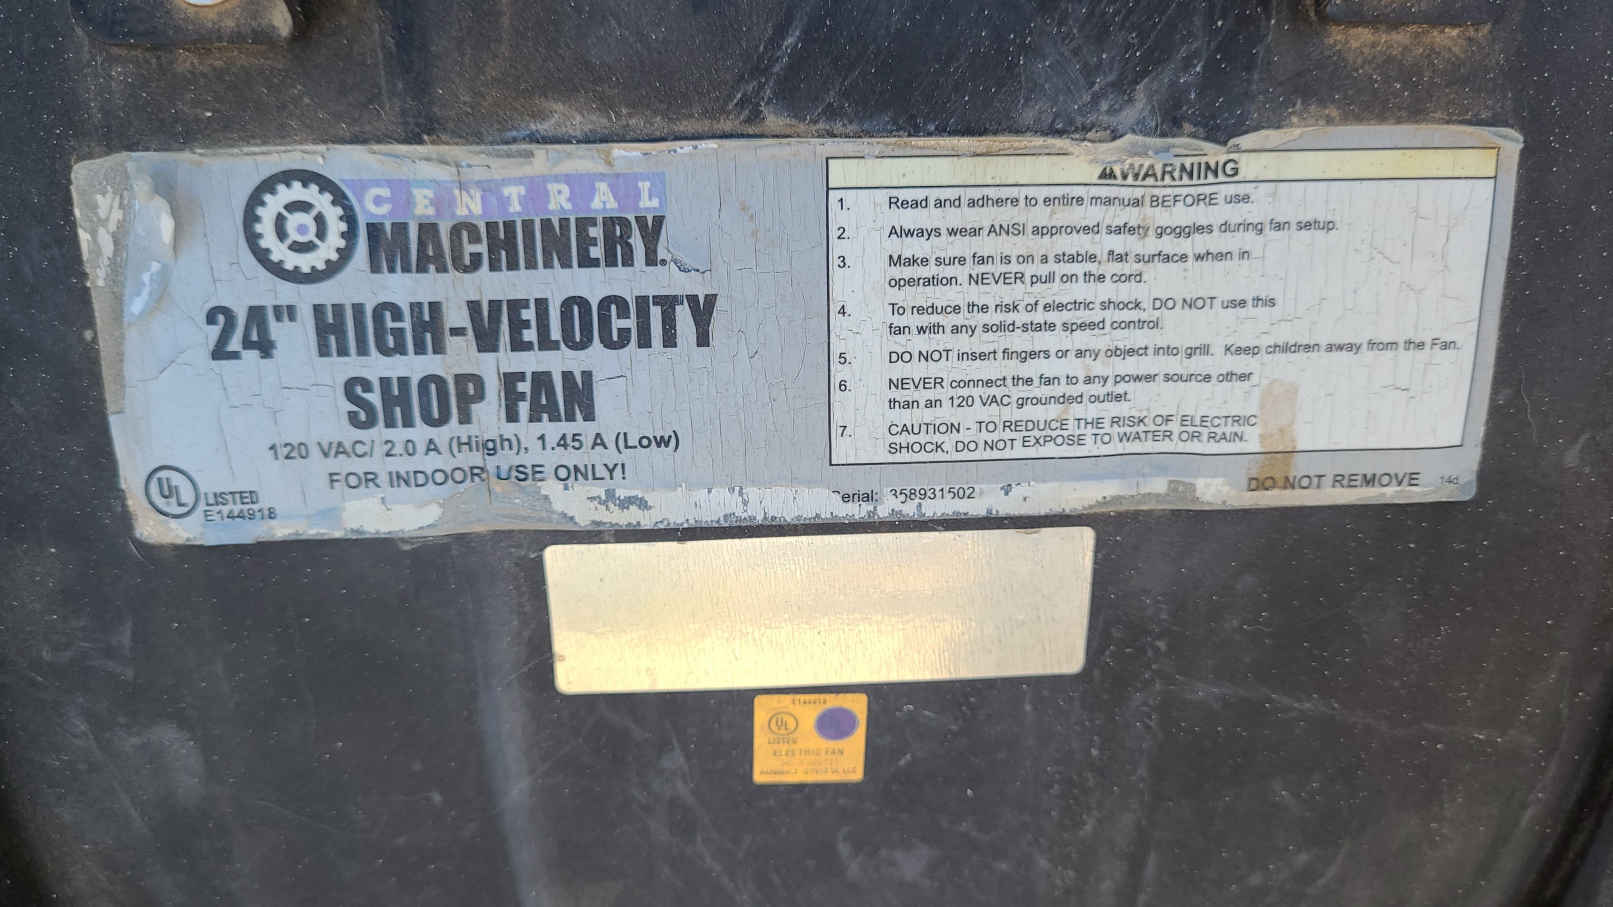 CENTRAL
MACHINERY®
24" HIGH-VELOCITY
SHOP FAN
120 VAC/ 2.0 A (High), 1.45 A (Low)
FOR INDOOR USE ONLY!
UL
LISTED
E144918
WARNING
1. Read and adhere to entire manual BEFORE use.
2. Always wear ANSI approved safety goggles during fan setup.
3. Make sure fan is on a stable, flat surface when in
operation. NEVER pull on the cord.
4. To reduce the risk of electric shock, DO NOT use this
fan with any solid-state speed control.
5. DO NOT insert fingers or any object into grill. Keep children away from the Fan.
6. NEVER connect the fan to any power source other
than an 120 VAC grounded outlet.
7. CAUTION - TO REDUCE THE RISK OF ELECTRIC
SHOCK, DO NOT EXPOSE TO WATER OR RAIN.
Serial: 358931502
DO NOT REMOVE 14d
UL
LISTED
ELECTRIC FAN